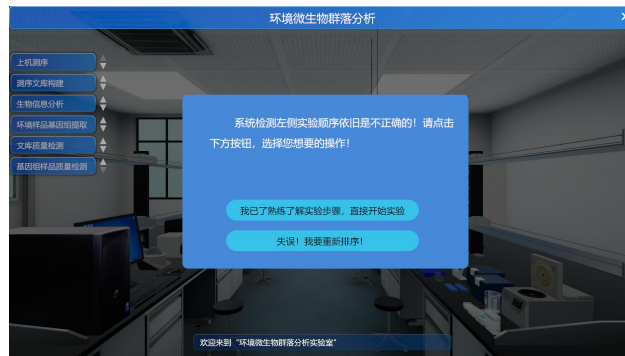 环境微生物群落分析
上机测序
测序文库构建
生物信息分析
环境样品基因组提取
文库质量检测
基因组样品质量检测
系统检测左侧实验顺序依旧是不正确的！请点击
下方按钮，选择您想要的操作！
我已了熟练了解实验步骤，直接开始实验
失误！我要重新排序！
欢迎来到“环境微生物群落分析实验室”